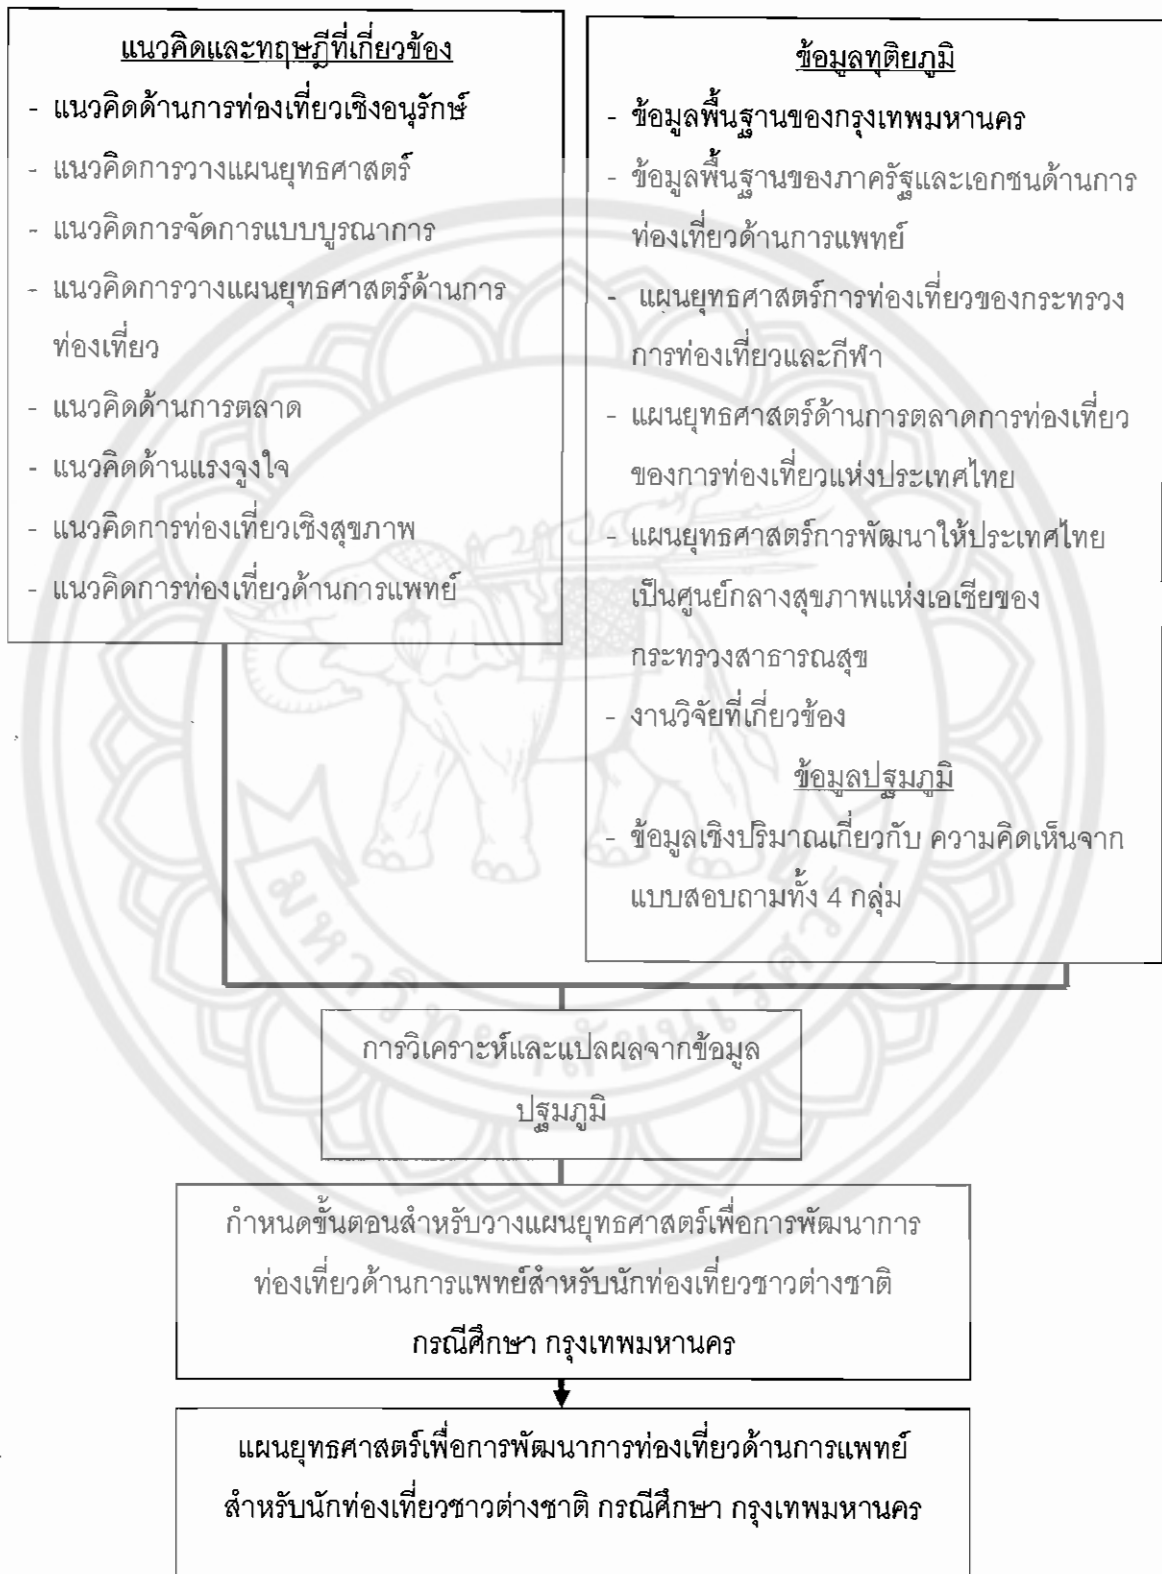 แนวคิดและทฤษฎีที่เกี่ยวข้อง
- แนวคิดด้านการท่องเที่ยวเชิงอนุรักษ์
- แนวคิดการวางแผนยุทธศาสตร์
- แนวคิดการจัดการแบบบูรณาการ
- แนวคิดการวางแผนยุทธศาสตร์ด้านการ
ท่องเที่ยว
- แนวคิดด้านการตลาด
- แนวคิดด้านแรงจูงใจ
- แนวคิดการท่องเที่ยวเชิงสุขภาพ
- แนวคิดการท่องเที่ยวด้านการแพทย์
ข้อมูลทุติยภูมิ
- ข้อมูลพื้นฐานของกรุงเทพมหานคร
- ข้อมูลพื้นฐานของภาครัฐและเอกชนด้านการ
ท่องเที่ยวด้านการแพทย์
- แผนยุทธศาสตร์การท่องเที่ยวของกระทรวง
การท่องเที่ยวและกีฬา
- แผนยุทธศาสตร์ด้านการตลาดการท่องเที่ยว
ของการท่องเที่ยวแห่งประเทศไทย
- แผนยุทธศาสตร์การพัฒนาให้ประเทศไทย
เป็นศูนย์กลางสุขภาพแห่งเอเชียของ
กระทรวงสาธารณสุข
- งานวิจัยที่เกี่ยวข้อง
ข้อมูลปฐมภูมิ
- ข้อมูลเชิงปริมาณเกี่ยวกับ ความคิดเห็นจาก
แบบสอบถามทั้ง 4 กลุ่ม
มหาวิทยาลัยนเรศวร
การวิเคราะห์และแปลผลจากข้อมูล
ปฐมภูมิ
กำหนดขั้นตอนสำหรับวางแผนยุทธศาสตร์เพื่อการพัฒนาการ
ท่องเที่ยวด้านการแพทย์สำหรับนักท่องเที่ยวชาวต่างชาติ
กรณีศึกษา กรุงเทพมหานคร
แผนยุทธศาสตร์เพื่อการพัฒนาการท่องเที่ยวด้านการแพทย์
สำหรับนักท่องเที่ยวชาวต่างชาติ กรณีศึกษา กรุงเทพมหานคร